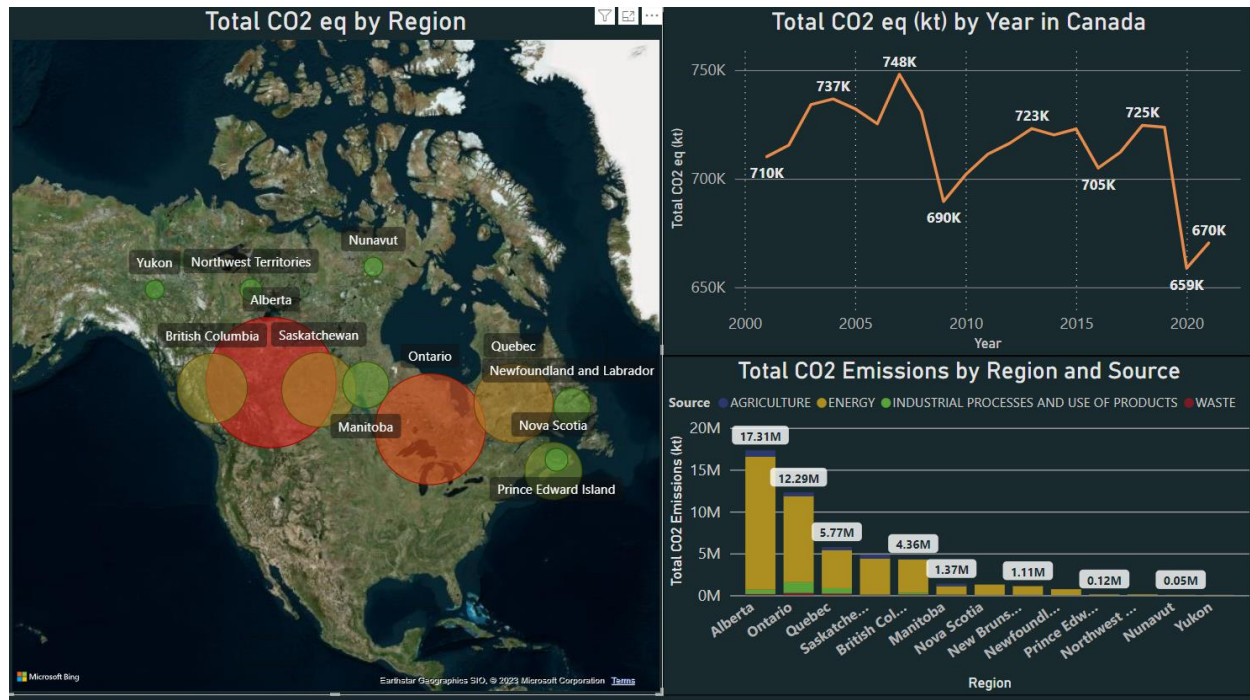 Total CO2 eq by Region
Yukon
Northwest Territories
Nunavut
Alberta
British Columbia
Saskatchewan
Ontario
Quebec
Newfoundland and Labrador
Manitoba
Nova Scotia
Prince Edward Island
Microsoft Bing
Earthstar Geographics SIO, © 2023 Microsoft Corporation Terms
Total CO2 eq (kt) by Year in Canada
Total CO2 eq (kt)
750K
700K
650K
710K
737K
748K
690K
723K
705K
725K
659K
670K
2000 2005 2010 2015 2020
Year
Total CO2 Emissions by Region and Source
Source AGRICULTURE ENERGY INDUSTRIAL PROCESSES AND USE OF PRODUCTS WASTE
Total CO2 Emissions (kt)
20M
15M
10M
5M
0M
17.31M
12.29M
5.77M
4.36M
1.37M
1.11M
0.12M
0.05M
Alberta
Ontario
Quebec
Saskatche...
British Col...
Manitoba
Nova Scotia
New Bruns...
Newfoundl...
Prince Edw...
Northwest ...
Nunavut
Yukon
Region